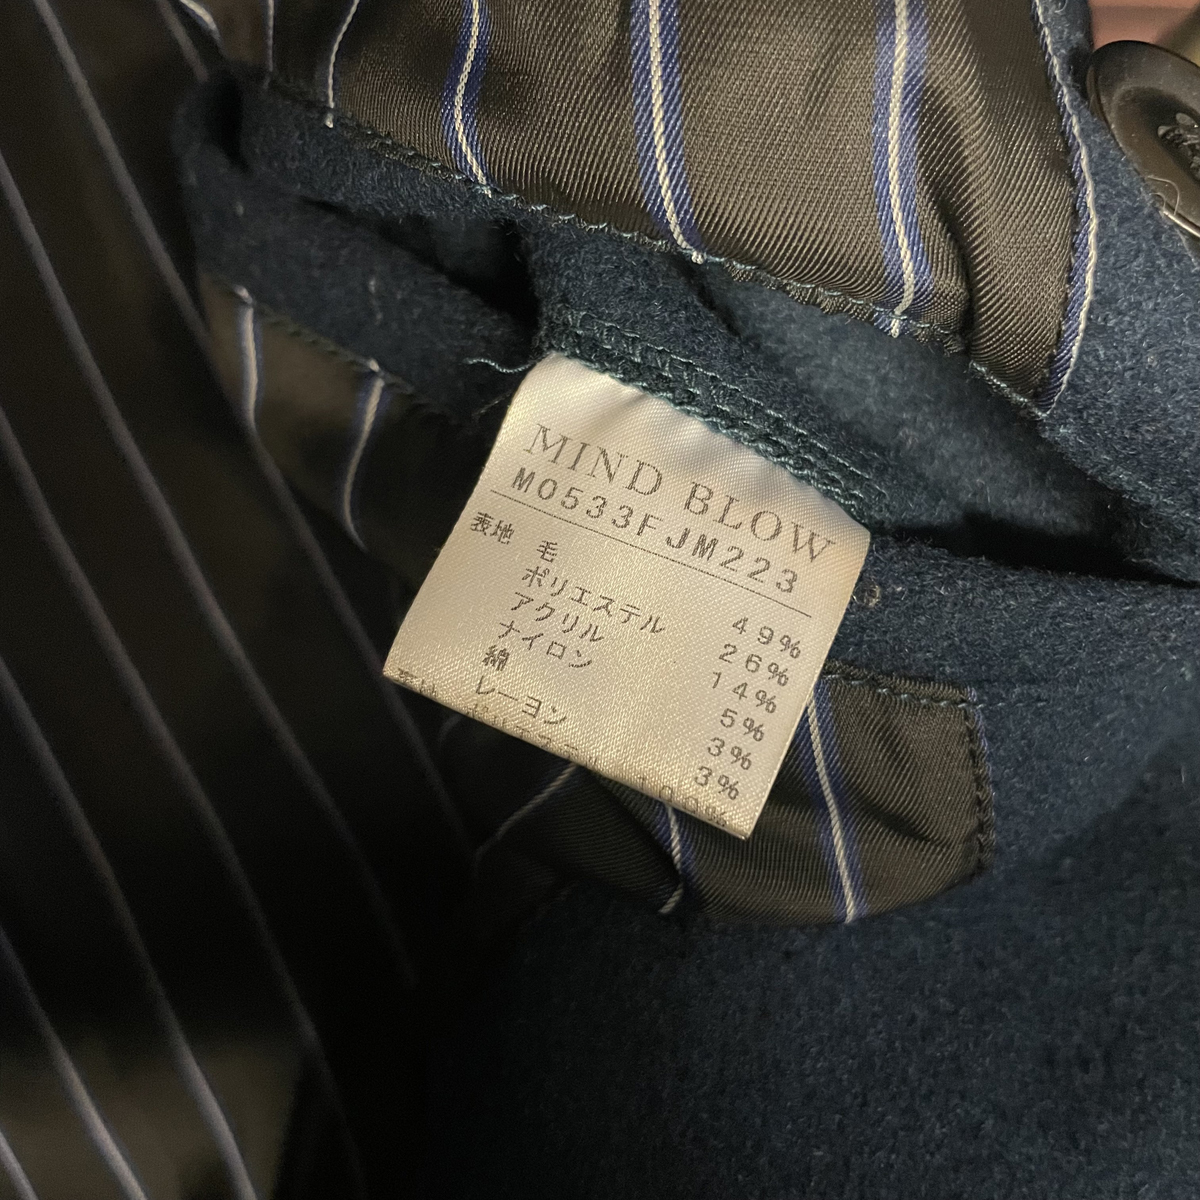 MIND BLOW
M0533FJM223
表地 毛 49%
ポリエステル 26%
アクリル 14%
ナイロン 5%
綿 3%
レーヨン 3%